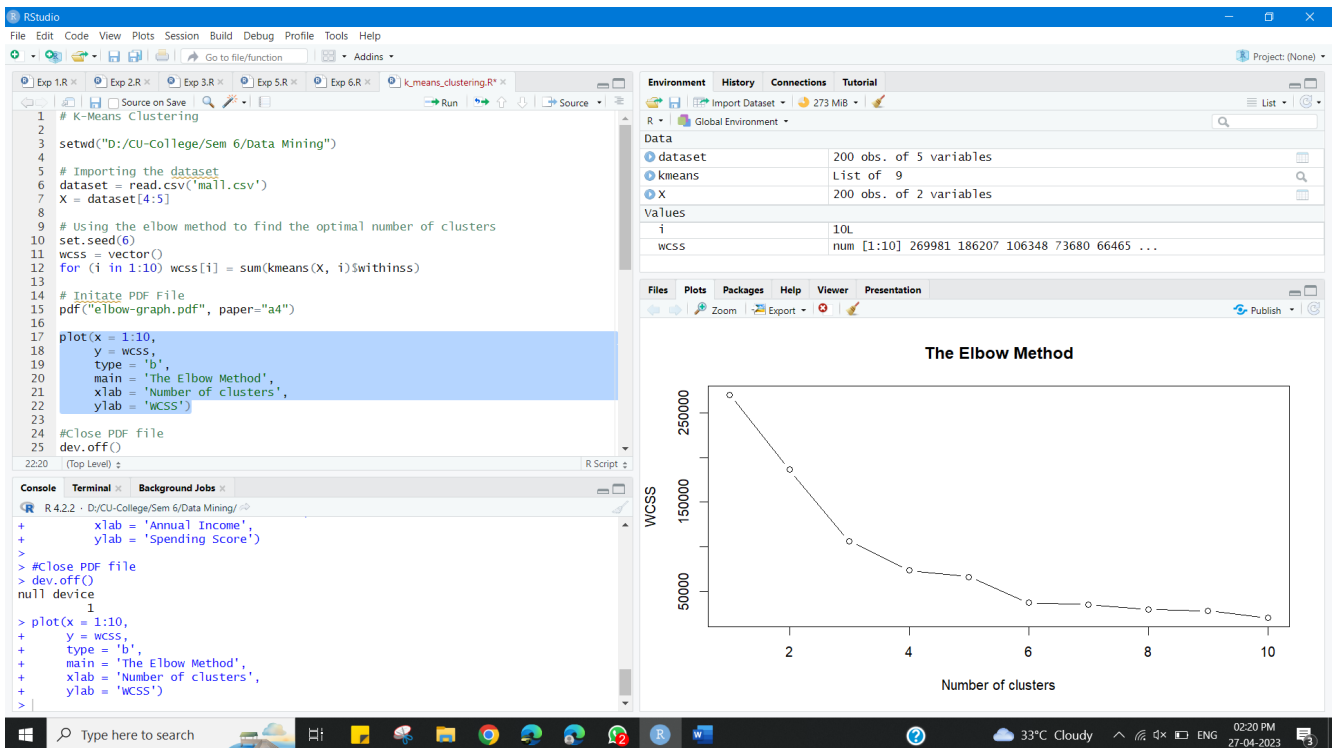 RStudio
File Edit Code View Plots Session Build Debug Profile Tools Help
Go to file/function Addins Project: (None)
Exp 1.R Exp 2.R Exp 3.R Exp 5.R Exp 6.R k_means_clustering.R*
Source on Save Run Source
1 # K-Means Clustering
2
3 setwd("D:/CU-College/Sem 6/Data Mining")
4
5 # Importing the dataset
6 dataset = read.csv('mall.csv')
7 X = dataset[4:5]
8
9 # Using the elbow method to find the optimal number of clusters
10 set.seed(6)
11 wcss = vector()
12 for (i in 1:10) wcss[i] = sum(kmeans(X, i)$withinss)
13
14 # Initate PDF File
15 pdf("elbow-graph.pdf", paper="a4")
16
17 plot(x = 1:10,
18 y = wcss,
19 type = 'b',
20 main = 'The Elbow Method',
21 xlab = 'Number of clusters',
22 ylab = 'WCSS')
23
24 #Close PDF file
25 dev.off()
22:20 (Top Level) R Script
Console Terminal Background Jobs
R 4.2.2 · D:/CU-College/Sem 6/Data Mining/
+ xlab = 'Annual Income',
+ ylab = 'Spending Score')
>
> #Close PDF file
> dev.off()
null device
1
> plot(x = 1:10,
+ y = wcss,
+ type = 'b',
+ main = 'The Elbow Method',
+ xlab = 'Number of clusters',
+ ylab = 'WCSS')
>
Environment History Connections Tutorial
Import Dataset 273 MiB List
R Global Environment
Data
dataset 200 obs. of 5 variables
kmeans List of 9
X 200 obs. of 2 variables
Values
i 10L
wcss num [1:10] 269981 186207 106348 73680 66465 ...
Files Plots Packages Help Viewer Presentation
Zoom Export Publish
The Elbow Method
WCSS
250000
150000
50000
2 4 6 8 10
Number of clusters
Type here to search
2
R
W
33°C Cloudy ENG 02:20 PM
27-04-2023
3